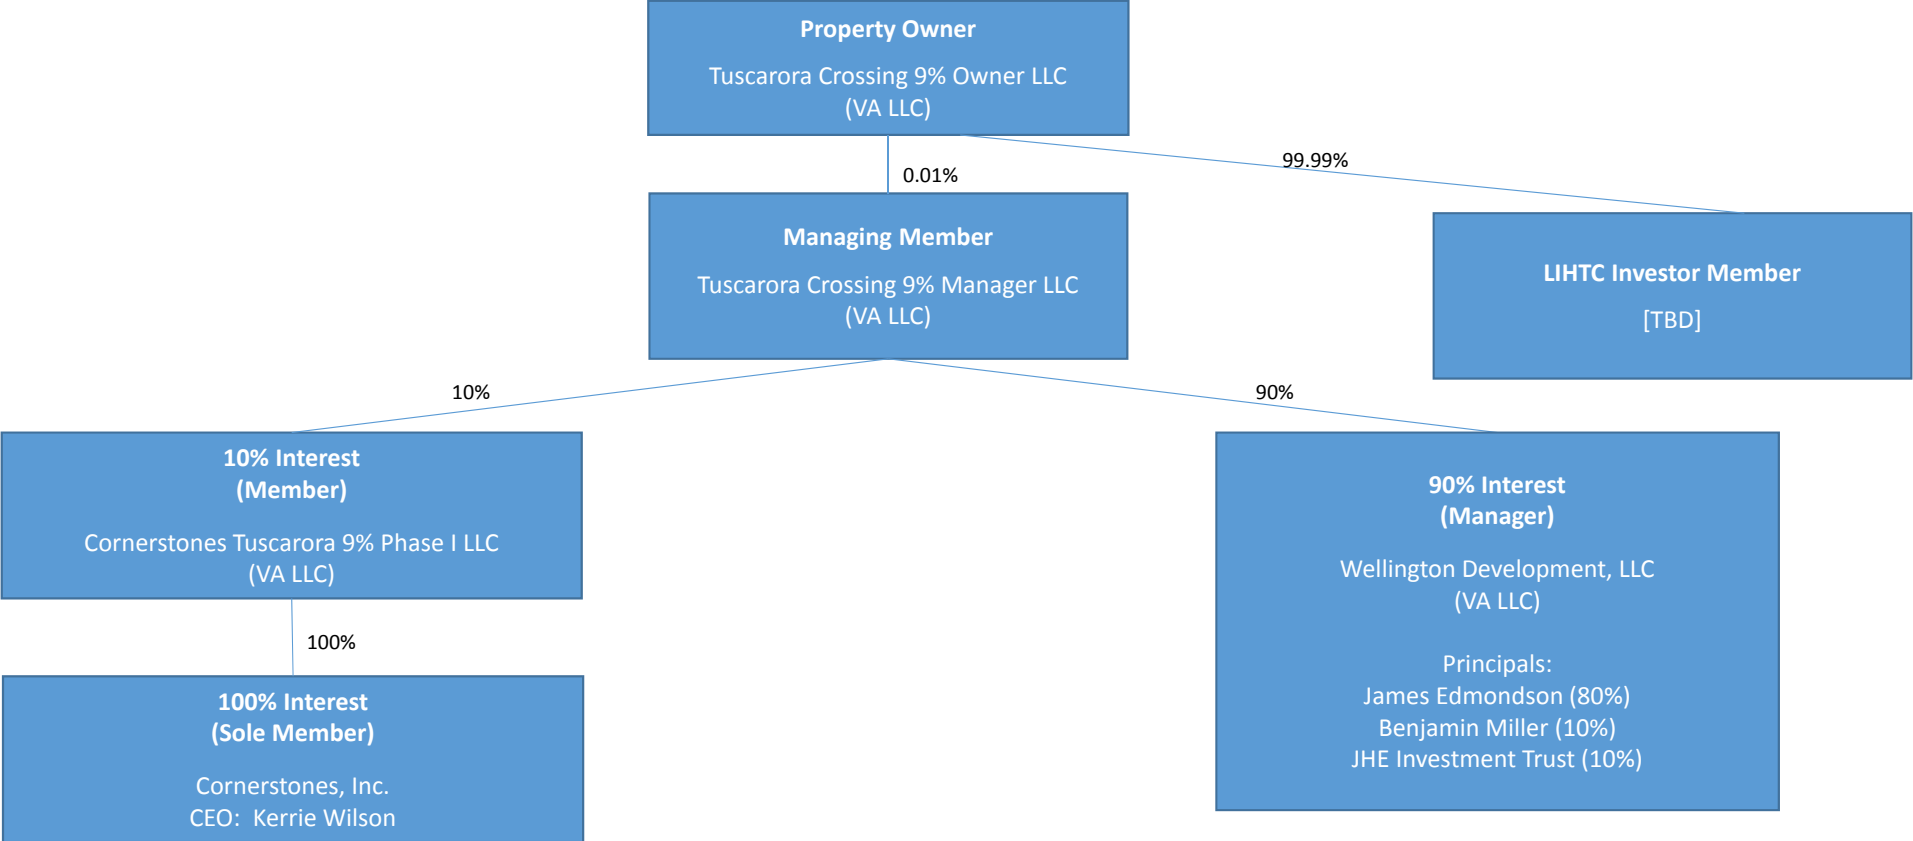 Property Owner
Tuscarora Crossing 9% Owner LLC
(VA LLC)
99.99%
0.01%
Managing Member
Tuscarora Crossing 9% Manager LLC
(VA LLC)
LIHTC Investor Member
[TBD]
10%
90%
10% Interest
(Member)
Cornerstones Tuscarora 9% Phase I LLC
(VA LLC)
90% Interest
(Manager)
Wellington Development, LLC
(VA LLC)
Principals:
James Edmondson (80%)
Benjamin Miller (10%)
JHE Investment Trust (10%)
100%
100% Interest
(Sole Member)
Cornerstones, Inc.
CEO:  Kerrie Wilson